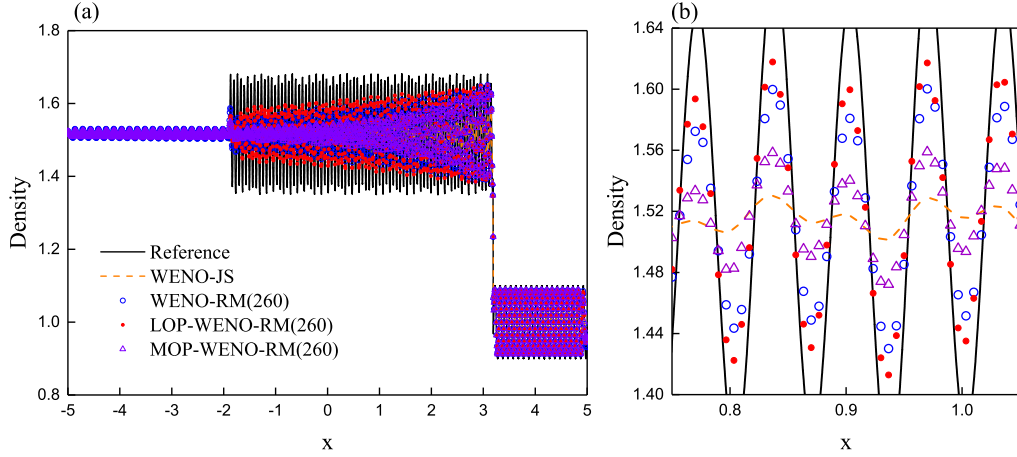 (a)
(b)
1.8
1.6
1.4
1.2
1.0
0.8
Density
-5 -4 -3 -2 -1 0 1 2 3 4 5
x
Reference
WENO-JS
WENO-RM(260)
LOP-WENO-RM(260)
MOP-WENO-RM(260)
1.64
1.60
1.56
1.52
1.48
1.44
1.40
Density
0.8 0.9 1.0
x